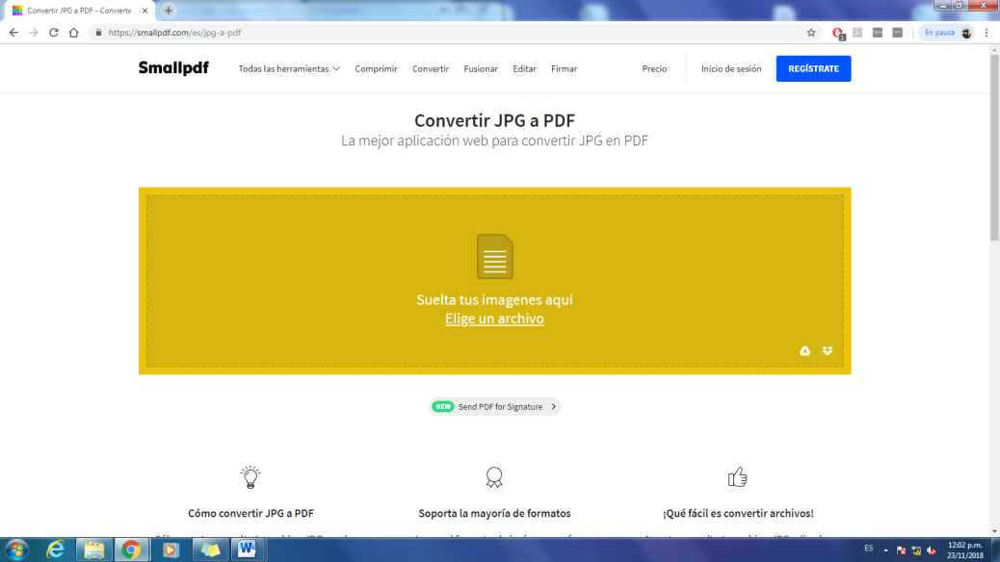 Convertir JPG a PDF - Convierte
https://smallpdf.com/es/jpg-a-pdf
En pausa
1
Smallpdf
Todas las herramientas
Comprimir
Convertir
Fusionar
Editar
Firmar
Precio
Inicio de sesión
REGÍSTRATE
Convertir JPG a PDF
La mejor aplicación web para convertir JPG en PDF
Suelta tus imagenes aqui
Elige un archivo
NEW Send PDF for Signature
Cómo convertir JPG a PDF
Soporta la mayoría de formatos
¡Qué fácil es convertir archivos!
ES
12:02 p.m.
23/11/2018